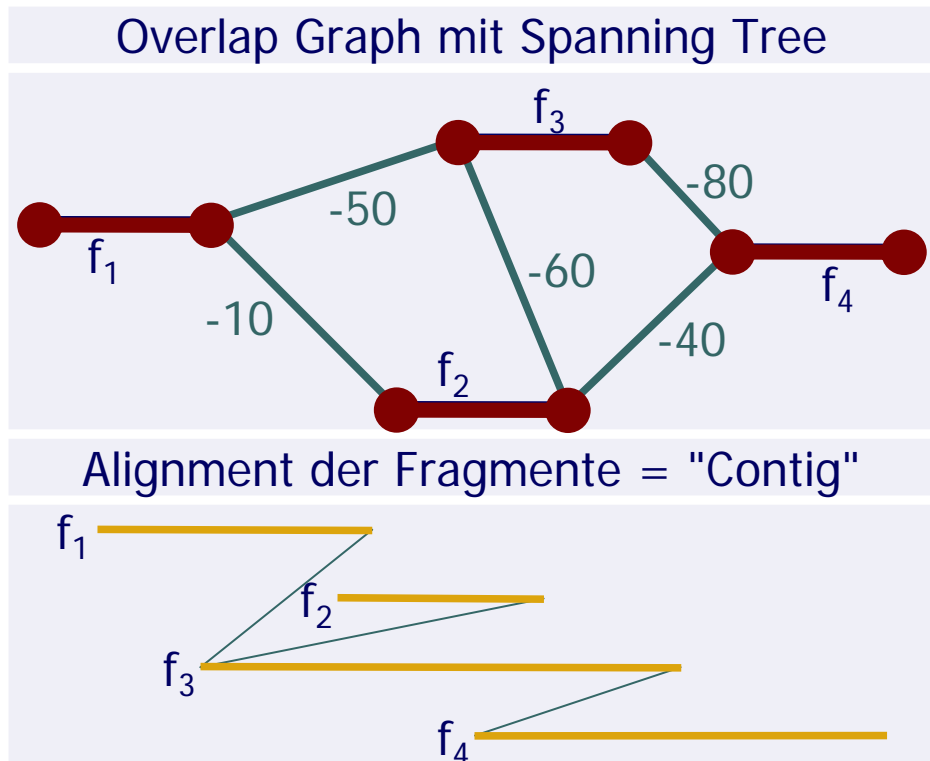 Overlap Graph mit Spanning Tree
f₃
-80
-50
f₁
-60
f₄
-10
-40
f₂
Alignment der Fragmente = "Contig"
f₁
f₂
f₃
f₄